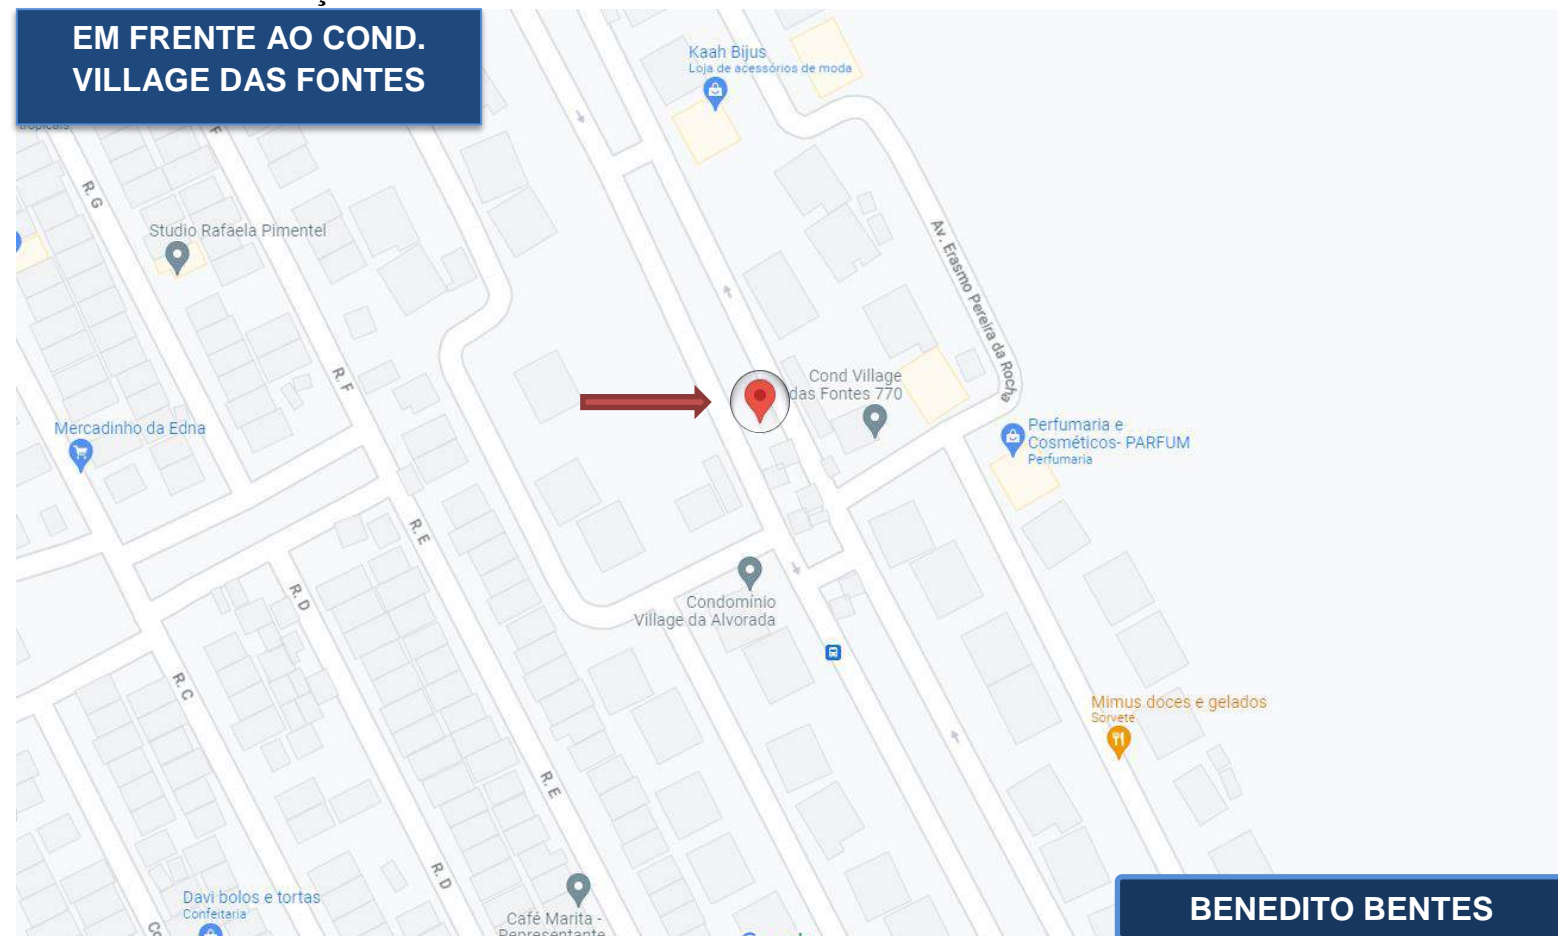 EM FRENTE AO COND.
VILLAGE DAS FONTES
tropicais
Kaah Bijus
Loja de acessórios de moda
R. F
R. G
Studio Rafaela Pimentel
Av. Erasmo Pereira da Rocha
R. F
Cond Village
das Fontes 770
Mercadinho da Edna
Perfumaria e
Cosméticos- PARFUM
Perfumaria
R. E
R. D
Condomínio
Village da Alvorada
R. C
Mimus doces e gelados
Sorvete
R. E
R. D
Davi bolos e tortas
Confeitaria
Café Marita -
Representante
BENEDITO BENTES